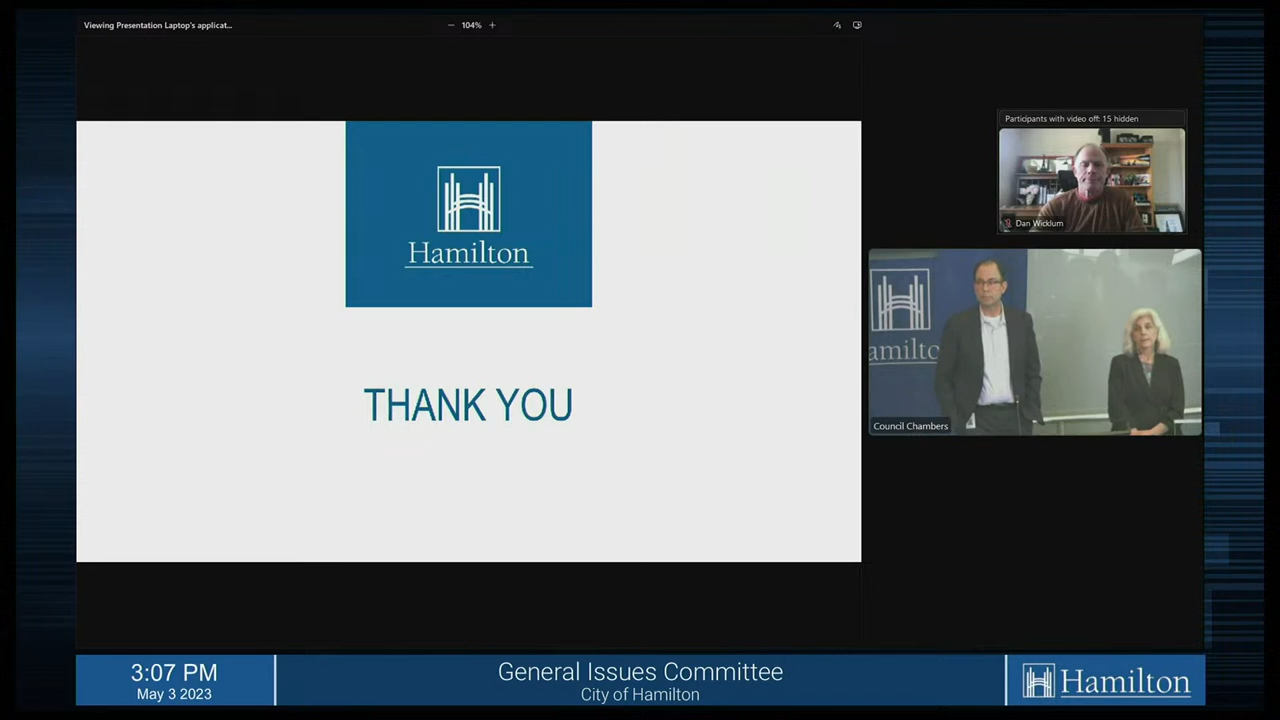 Viewing Presentation Laptop's applicat...
104%
Hamilton
THANK YOU
Participants with video off: 15 hidden
Dan Wicklum
amilto
Council Chambers
3:07 PM
May 3 2023
General Issues Committee
City of Hamilton
Hamilton